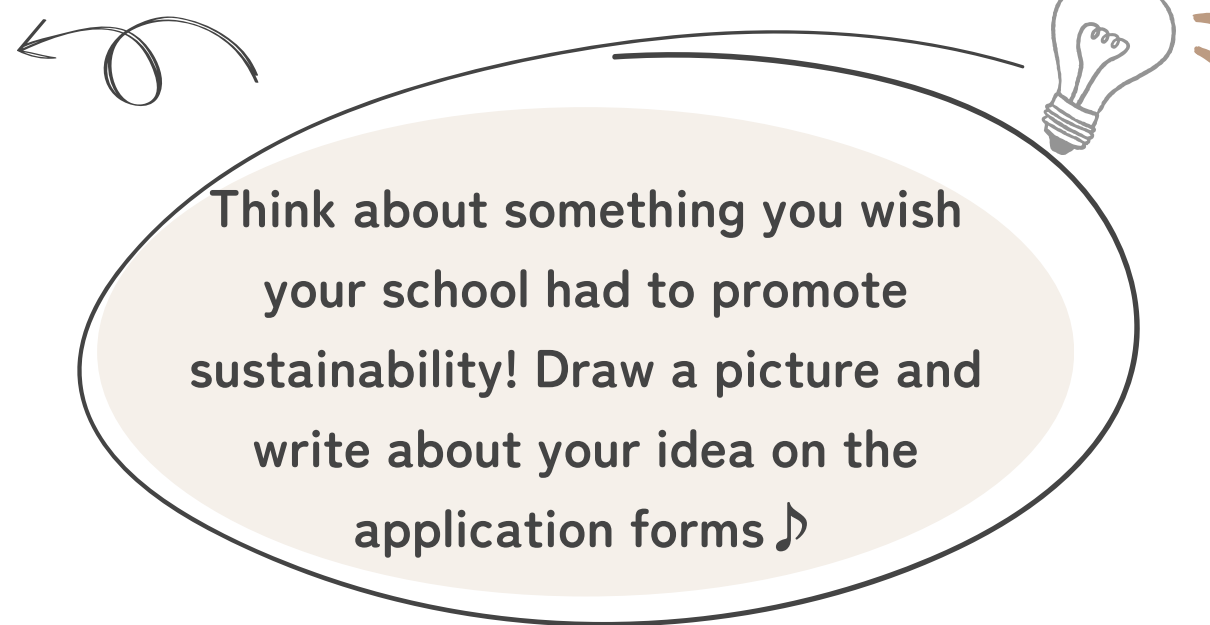 Think about something you wish
your school had to promote
sustainability! Draw a picture and
write about your idea on the
application forms♪